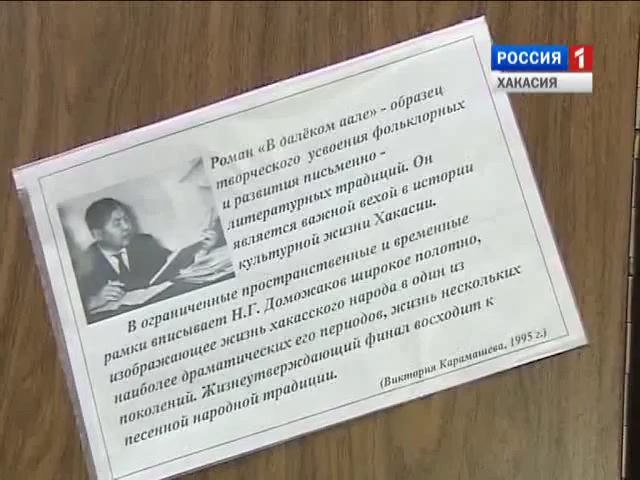 РОССИЯ 1
ХАКАСИЯ
Роман «В далёком аале» - образец
творческого усвоения фольклорных
и развития письменно -
литературных традиций. Он
является важной вехой в истории
культурной жизни Хакасии.
В ограниченные пространственные и временные
рамки вписывает Н.Г. Доможаков широкое полотно,
изображающее жизнь хакасского народа в один из
наиболее драматических его периодов, жизнь нескольких
поколений. Жизнеутверждающий финал восходит к
песенной народной традиции.
(Виктория Карамашева, 1995 г.)